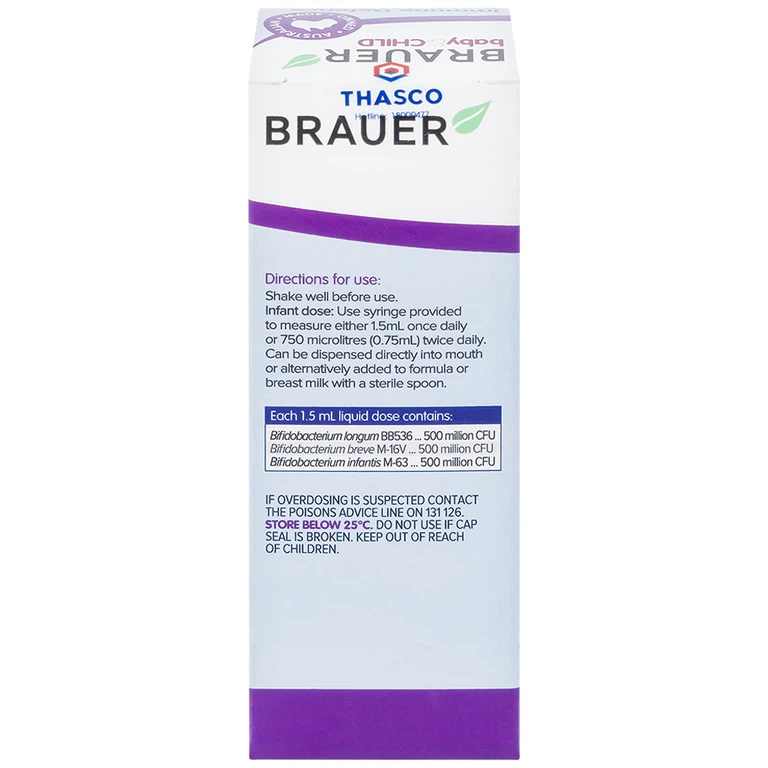 AUSTRALIAN MADE & OWNED
baby&CHILD
BRAUER
THASCO
Hotline: 18000477
BRAUER
Directions for use:
Shake well before use.
Infant dose: Use syringe provided
to measure either 1.5mL once daily
or 750 microlitres (0.75mL) twice daily.
Can be dispensed directly into mouth
or alternatively added to formula or
breast milk with a sterile spoon.
Each 1.5 mL liquid dose contains:
Bifidobacterium longum BB536 ... 500 million CFU
Bifidobacterium breve M-16V ... 500 million CFU
Bifidobacterium infantis M-63 ... 500 million CFU
IF OVERDOSING IS SUSPECTED CONTACT
THE POISONS ADVICE LINE ON 131 126.
STORE BELOW 25°C. DO NOT USE IF CAP
SEAL IS BROKEN. KEEP OUT OF REACH
OF CHILDREN.